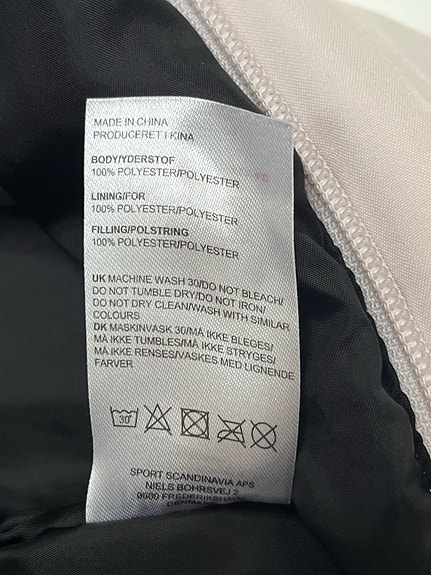 MADE IN CHINA
PRODUCERET I KINA
BODY/YDERSTOF
100% POLYESTER/POLYESTER
LINING/FOR
100% POLYESTER/POLYESTER
FILLING/POLSTRING
100% POLYESTER/POLYESTER
UK MACHINE WASH 30/DO NOT BLEACH/
DO NOT TUMBLE DRY/DO NOT IRON/
DO NOT DRY CLEAN/WASH WITH SIMILAR
COLOURS
DK MASKINVASK 30/MÅ IKKE BLEGES/
MÅ IKKE TUMBLES/MÅ IKKE STRYGES/
MÅ IKKE RENSES/VASKES MED LIGNENDE
FARVER
30°
SPORT SCANDINAVIA APS
NIELS BOHRSVEJ 2
FREDERIKSHAVN
DENMARK